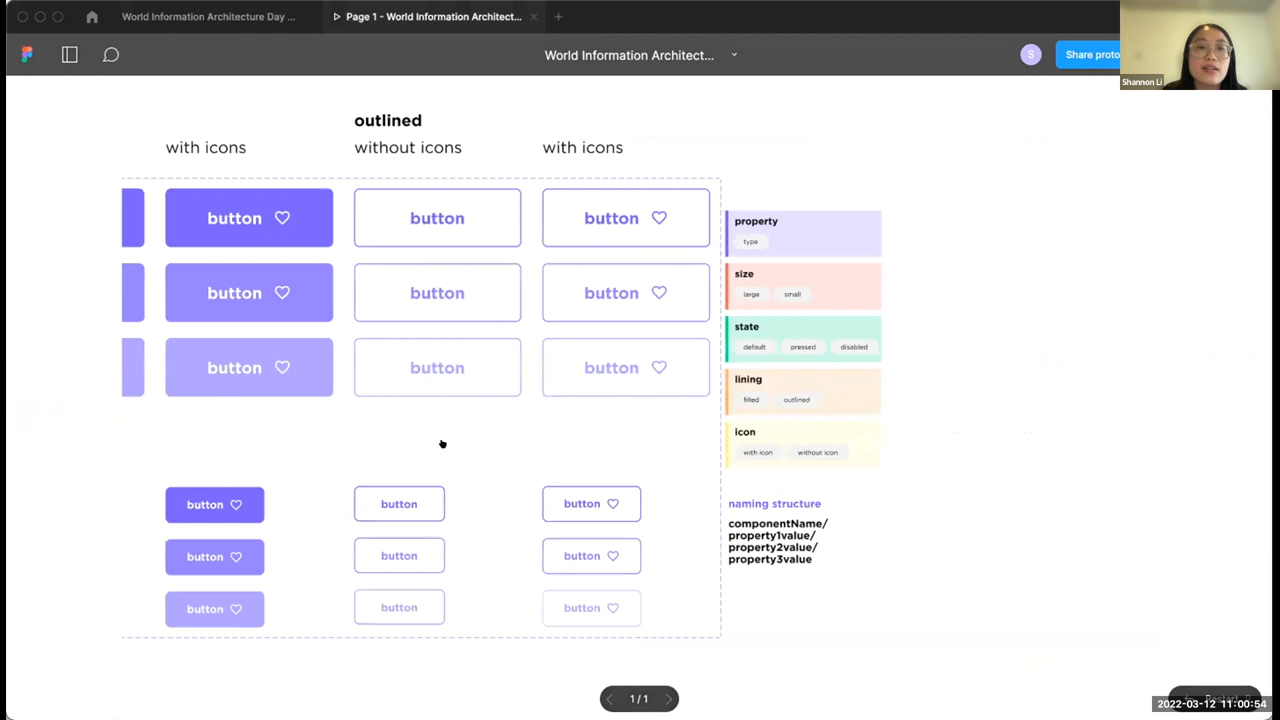 World Information Architecture Day ...
Page 1 - World Information Architect...
World Information Architect...
S
Share proto
Shannon Li
outlined
with icons
without icons
with icons
button
button
button
button
button
button
button
button
button
property
type
size
large small
state
default pressed disabled
lining
filled outlined
icon
with icon without icon
button
button
button
button
button
button
button
button
button
naming structure
componentName/
property1value/
property2value/
property3value
1 / 1
Restart
2022-03-12 11:00:54